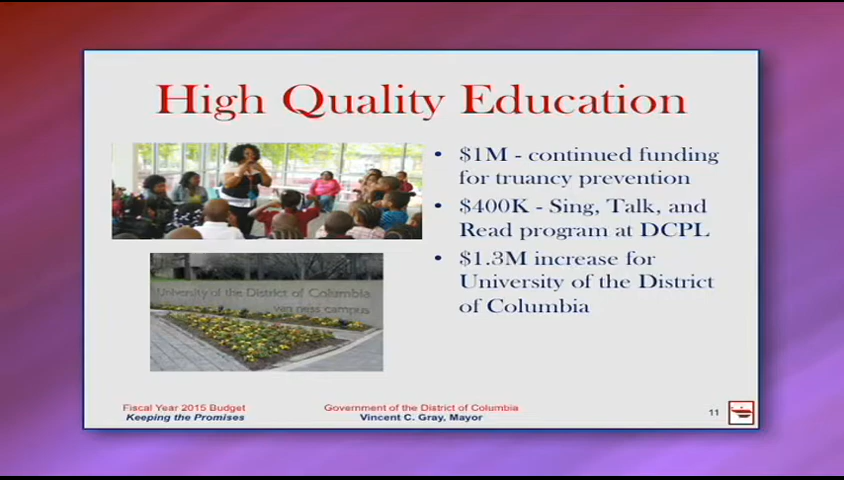 High Quality Education
• $1M - continued funding
for truancy prevention
• $400K - Sing, Talk, and
Read program at DCPL
• $1.3M increase for
University of the District
of Columbia
University of the District of Columbia
van ness campus
Fiscal Year 2015 Budget
Keeping the Promises
Government of the District of Columbia
Vincent C. Gray, Mayor
11